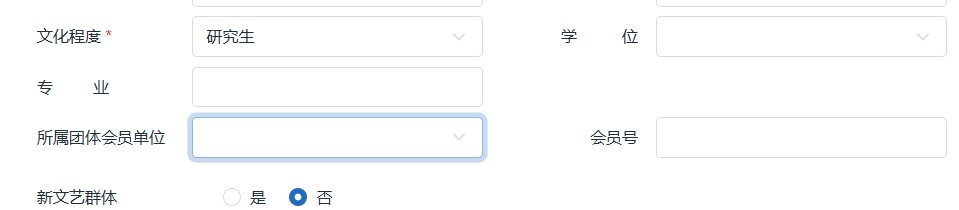 文化程度 * 研究生 学 位
专 业
所属团体会员单位 会员号
新文艺群体 是 否